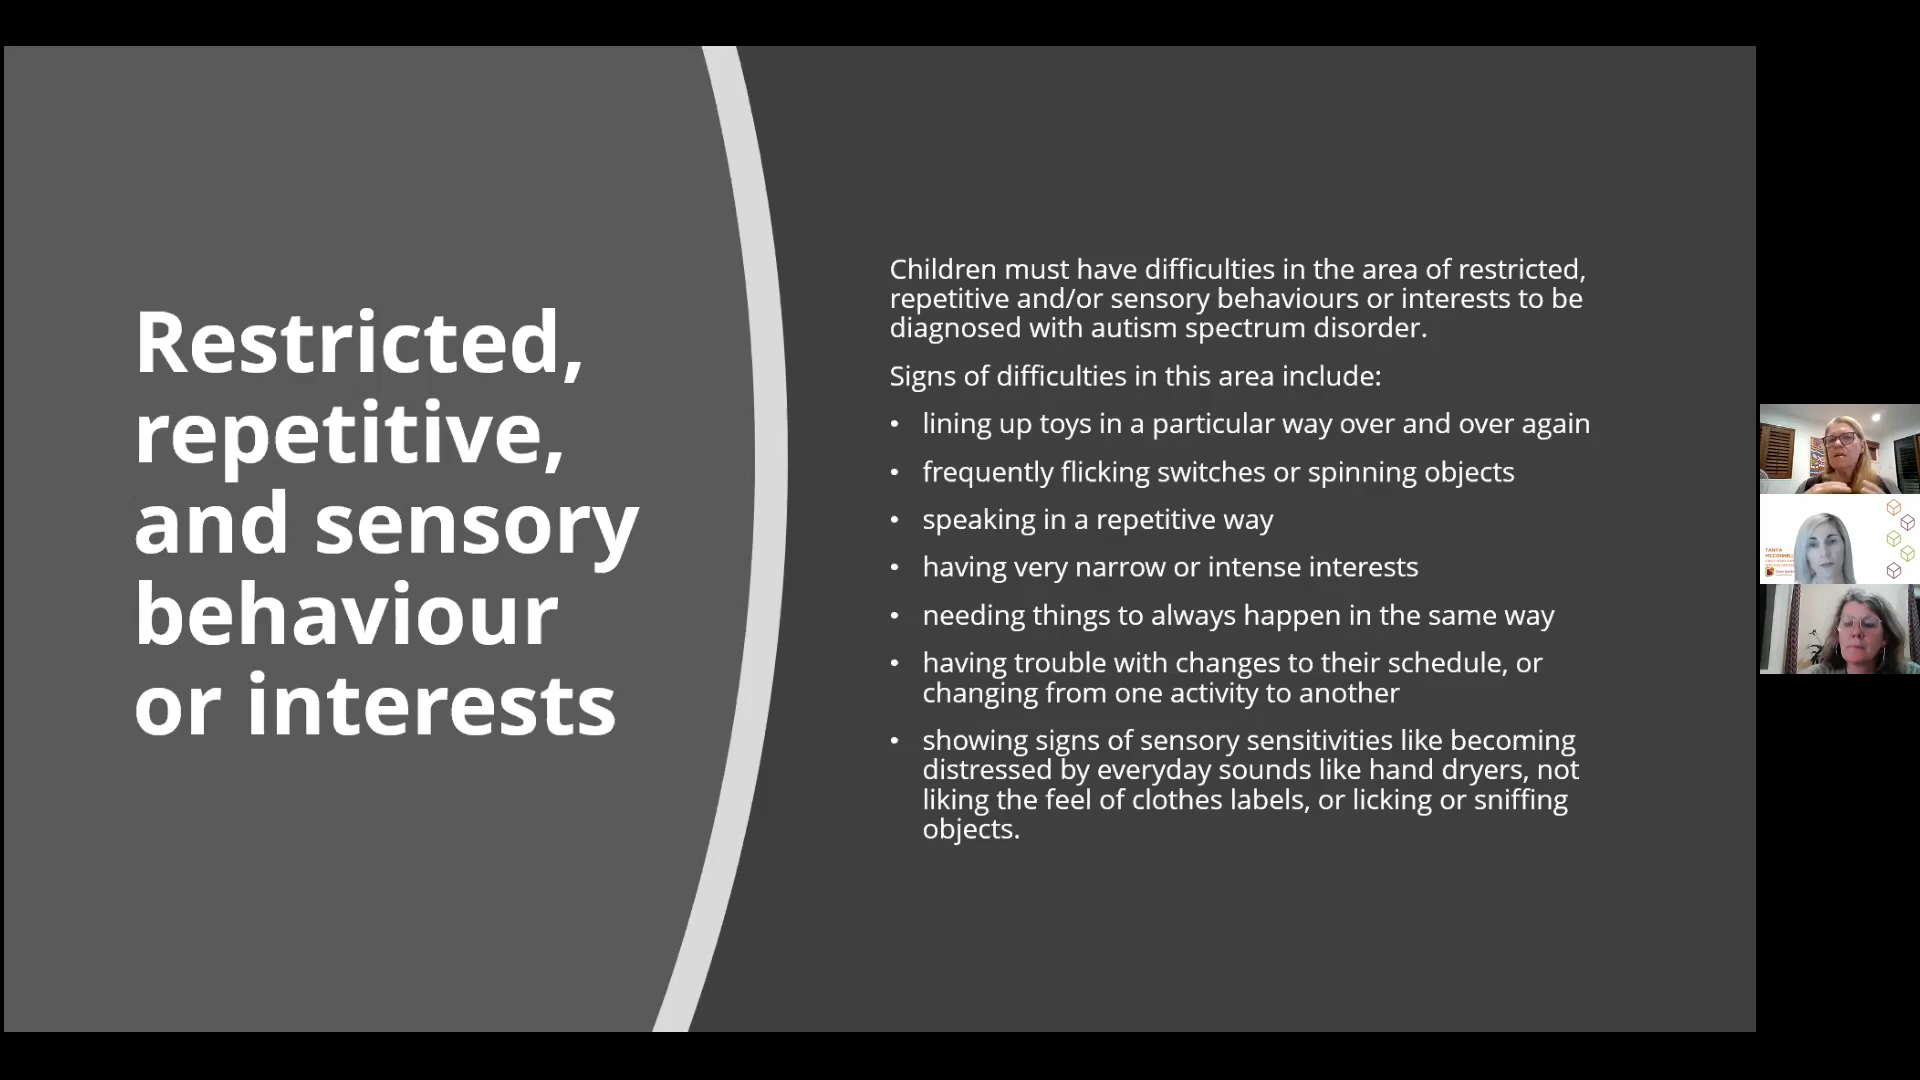 Restricted,
repetitive,
and sensory
behaviour
or interests
Children must have difficulties in the area of restricted,
repetitive and/or sensory behaviours or interests to be
diagnosed with autism spectrum disorder.
Signs of difficulties in this area include:
• lining up toys in a particular way over and over again
• frequently flicking switches or spinning objects
• speaking in a repetitive way
• having very narrow or intense interests
• needing things to always happen in the same way
• having trouble with changes to their schedule, or
changing from one activity to another
• showing signs of sensory sensitivities like becoming
distressed by everyday sounds like hand dryers, not
liking the feel of clothes labels, or licking or sniffing
objects.
TANYA